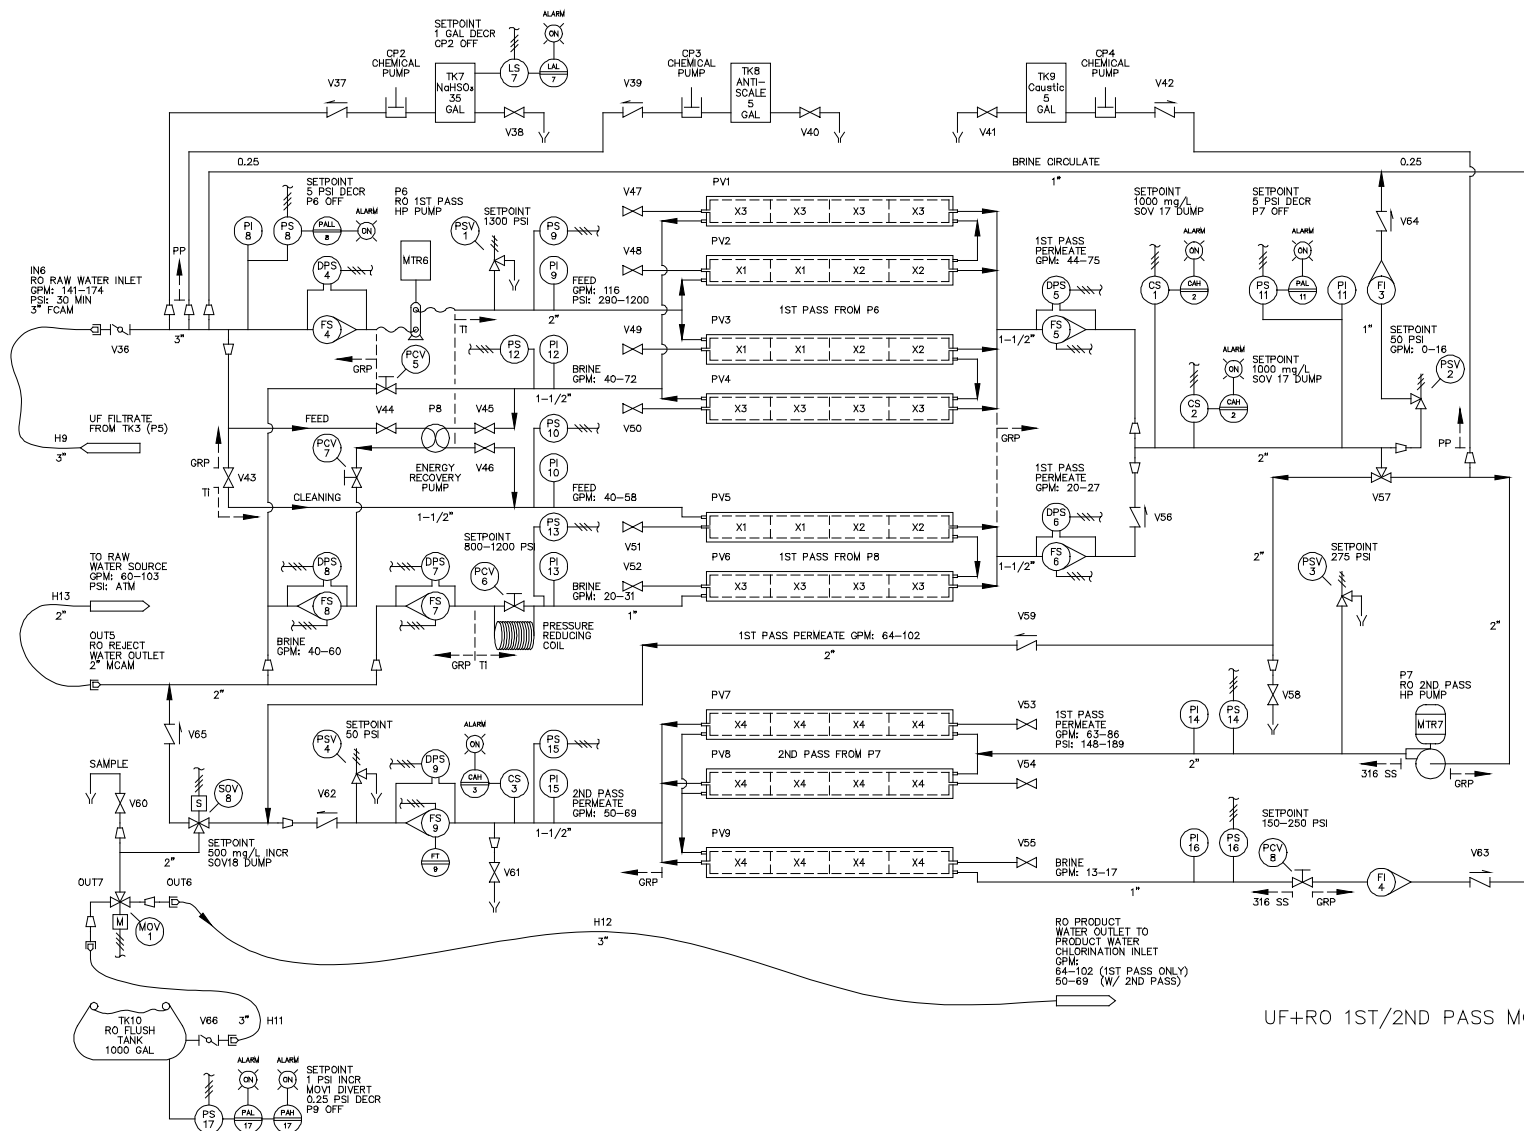 SETPOINT
1 GAL DECR
CP2 OFF
ALARM
ON
CP2
CHEMICAL
PUMP
TK7
NaHSO₃
35
GAL
LS
7
LAL
7
V37
V38
CP3
CHEMICAL
PUMP
V39
TK8
ANTI-
SCALE
5
GAL
V40
V41
TK9
Caustic
5
GAL
CP4
CHEMICAL
PUMP
V42
0.25
BRINE CIRCULATE
1"
0.25
SETPOINT
5 PSI DECR
P6 OFF
ALARM
PI
8
PS
8
PALL
8
ON
P6
RO 1ST PASS
HP PUMP
MTR6
PSV
1
SETPOINT
1300 PSI
PS
9
PI
9
FEED
GPM: 116
PSI: 290-1200
2"
PP
DPS
4
FS
4
TI
GRP
PCV
5
PS
12
PI
12
BRINE
GPM: 40-72
1-1/2"
IN6
RO RAW WATER INLET
GPM: 141-174
PSI: 30 MIN
3" FCAM
V36
3"
UF FILTRATE
FROM TK3 (P5)
H9
3"
V47
V48
V49
V50
PV1
X3 X3 X3 X3
PV2
X1 X1 X2 X2
1ST PASS FROM P6
PV3
X1 X1 X2 X2
PV4
X3 X3 X3 X3
1ST PASS
PERMEATE
GPM: 44-75
DPS
5
FS
5
1-1/2"
GRP
SETPOINT
1000 mg/L
SOV 17 DUMP
ALARM
ON
CS
1
CAH
2
SETPOINT
5 PSI DECR
P7 OFF
ALARM
ON
PS
11
PAL
11
PI
11
V64
FI
3
1"
SETPOINT
50 PSI
GPM: 0-16
PSV
2
ALARM
ON
SETPOINT
1000 mg/L
SOV 17 DUMP
CS
2
CAH
2
PP
2"
V57
FEED
V44
P8
V45
V46
ENERGY
RECOVERY
PUMP
PCV
7
GRP
V43
TI
CLEANING
1-1/2"
PS
10
PI
10
FEED
GPM: 40-58
PS
13
PI
13
BRINE
GPM: 20-31
1"
V51
V52
PV5
X1 X1 X2 X2
PV6
1ST PASS FROM P8
X3 X3 X3 X3
1ST PASS
PERMEATE
GPM: 20-27
DPS
6
FS
6
1-1/2"
V56
SETPOINT
800-1200 PSI
PCV
6
DPS
8
FS
8
DPS
7
FS
7
PRESSURE
REDUCING
COIL
BRINE
GPM: 40-60
GRP
TI
TO RAW
WATER SOURCE
GPM: 60-103
PSI: ATM
H13
2"
OUT5
RO REJECT
WATER OUTLET
2" MCAM
2"
V59
1ST PASS PERMEATE GPM: 64-102
2"
2"
SETPOINT
275 PSI
PSV
3
2"
V58
P7
RO 2ND PASS
HP PUMP
MTR7
316 SS
GRP
PI
14
PS
14
1ST PASS
PERMEATE
GPM: 63-86
PSI: 148-189
2"
V53
V54
V55
PV7
X4 X4 X4 X4
PV8
2ND PASS FROM P7
X4 X4 X4 X4
PV9
X4 X4 X4 X4
GRP
BRINE
GPM: 13-17
1"
PI
16
PS
16
SETPOINT
150-250 PSI
PCV
8
316 SS
GRP
FI
4
V63
V65
SAMPLE
V60
S
SOV
8
SETPOINT
500 mg/L INCR
SOV18 DUMP
2"
V62
PSV
4
SETPOINT
50 PSI
DPS
9
FS
9
FT
9
ALARM
ON
CAH
3
CS
3
V61
PS
15
PI
15
2ND PASS
PERMEATE
GPM: 50-69
1-1/2"
OUT7
OUT6
M
MOV
1
H12
3"
RO PRODUCT
WATER OUTLET TO
PRODUCT WATER
CHLORINATION INLET
GPM:
64-102 (1ST PASS ONLY)
50-69 (W/ 2ND PASS)
TK10
RO FLUSH
TANK
1000 GAL
V66
3"
H11
PS
17
ALARM
ON
PAL
17
ALARM
ON
PAH
17
SETPOINT
1 PSI INCR
MOV1 DIVERT
0.25 PSI DECR
P9 OFF
UF+RO 1ST/2ND PASS